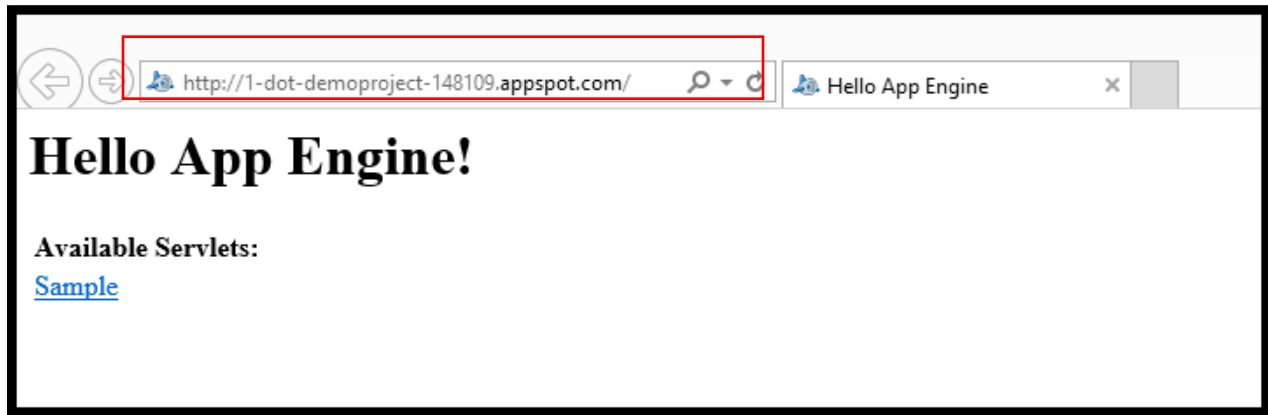 http://1-dot-demoproject-148109.appspot.com/ Hello App Engine
Hello App Engine!
Available Servlets:
Sample